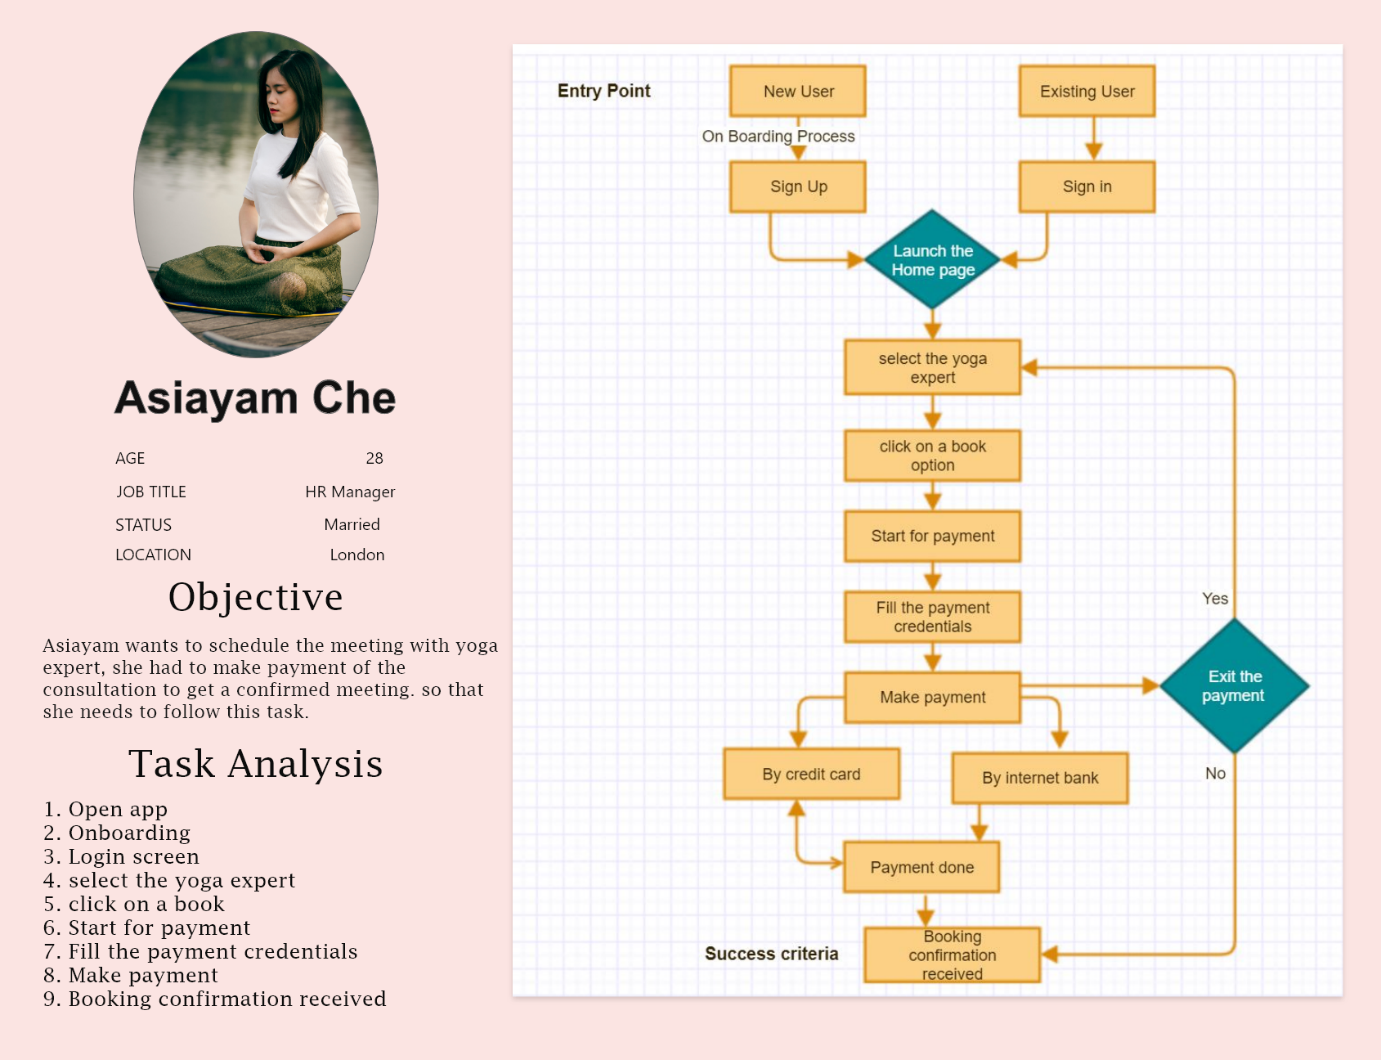 Asiayam Che
AGE 28
JOB TITLE HR Manager
STATUS Married
LOCATION London
Objective
Asiayam wants to schedule the meeting with yoga
expert, she had to make payment of the
consultation to get a confirmed meeting. so that
she needs to follow this task.
Task Analysis
1. Open app
2. Onboarding
3. Login screen
4. select the yoga expert
5. click on a book
6. Start for payment
7. Fill the payment credentials
8. Make payment
9. Booking confirmation received
Entry Point
New User
Existing User
On Boarding Process
Sign Up
Sign in
Launch the
Home page
select the yoga
expert
click on a book
option
Start for payment
Fill the payment
credentials
Yes
Make payment
Exit the
payment
No
By credit card
By internet bank
Payment done
Success criteria
Booking
confirmation
received